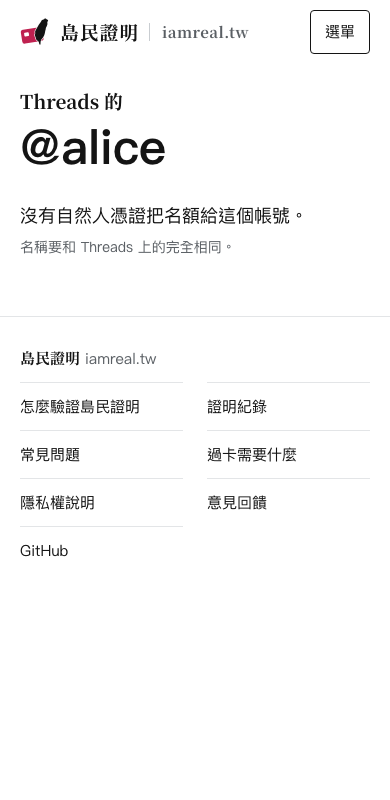 島民證明 iamreal.tw
選單
Threads 的
@alice
沒有自然人憑證把名額給這個帳號。
名稱要和 Threads 上的完全相同。
島民證明 iamreal.tw
怎麼驗證島民證明
證明紀錄
常見問題
過卡需要什麼
隱私權說明
意見回饋
GitHub